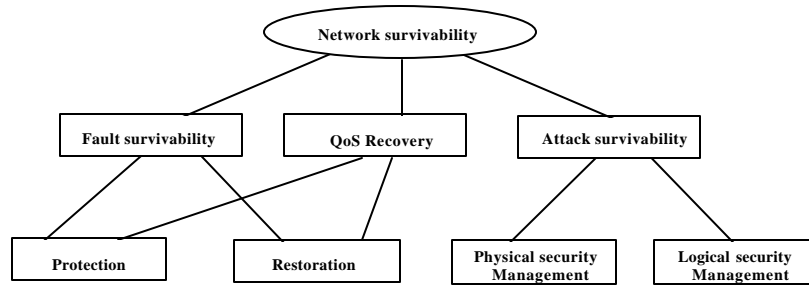 Network survivability
Fault survivability
QoS Recovery
Attack survivability
Protection
Restoration
Physical security
Management
Logical security
Management